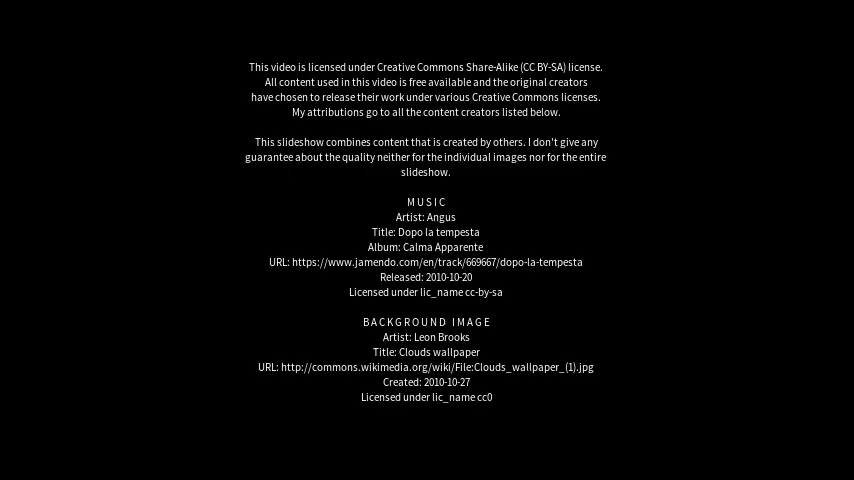 This video is licensed under Creative Commons Share-Alike (CC BY-SA) license.
All content used in this video is free available and the original creators
have chosen to release their work under various Creative Commons licenses.
My attributions go to all the content creators listed below.
This slideshow combines content that is created by others. I don't give any
guarantee about the quality neither for the individual images nor for the entire
slideshow.
MUSIC
Artist: Angus
Title: Dopo la tempesta
Album: Calma Apparente
URL: https://www.jamendo.com/en/track/669667/dopo-la-tempesta
Released: 2010-10-20
Licensed under lic_name cc-by-sa
BACKGROUND IMAGE
Artist: Leon Brooks
Title: Clouds wallpaper
URL: http://commons.wikimedia.org/wiki/File:Clouds_wallpaper_(1).jpg
Created: 2010-10-27
Licensed under lic_name cc0